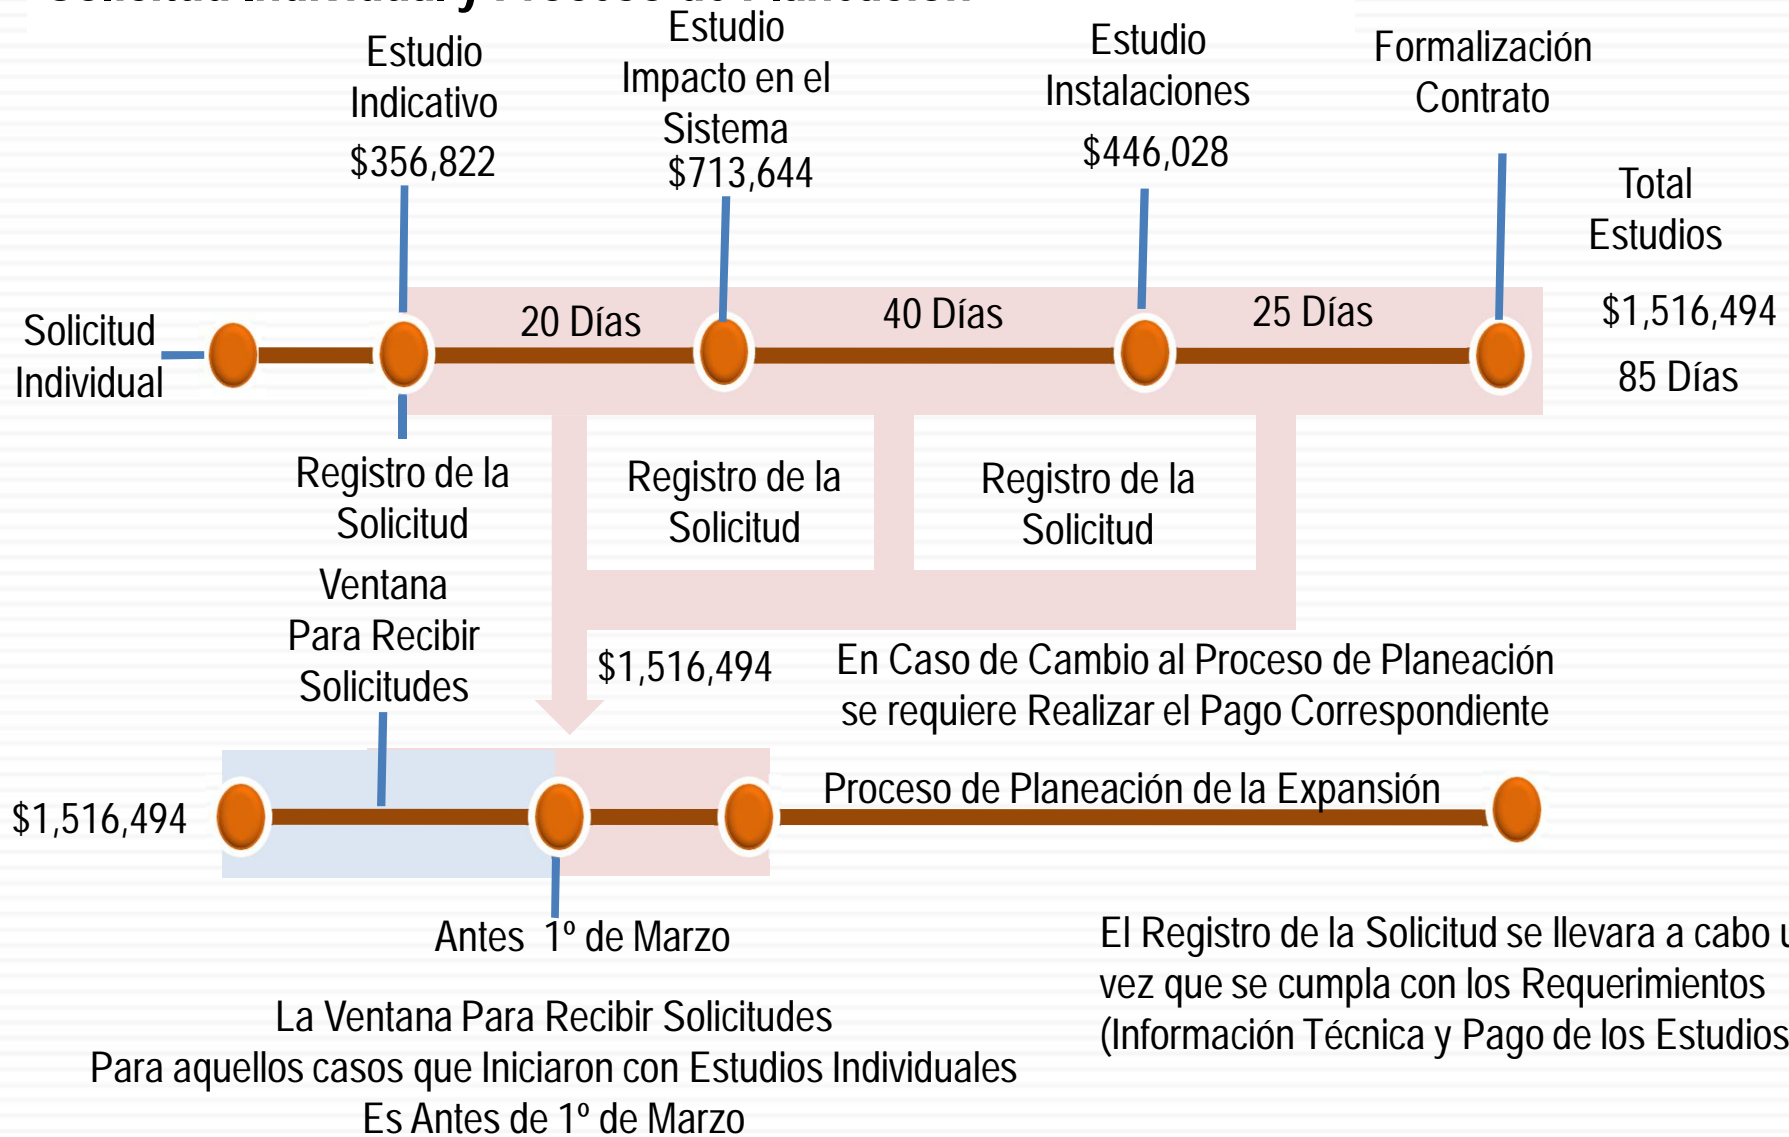 Estudio
Indicativo
$356,822
Estudio
Impacto en el
Sistema
$713,644
Estudio
Instalaciones
$446,028
Formalización
Contrato
Total
Estudios
$1,516,494
85 Días
Solicitud
Individual
20 Días
40 Días
25 Días
Registro de la
Solicitud
Registro de la
Solicitud
Registro de la
Solicitud
Ventana
Para Recibir
Solicitudes
$1,516,494
En Caso de Cambio al Proceso de Planeación
se requiere Realizar el Pago Correspondiente
$1,516,494
Proceso de Planeación de la Expansión
Antes 1º de Marzo
La Ventana Para Recibir Solicitudes
Para aquellos casos que Iniciaron con Estudios Individuales
Es Antes de 1º de Marzo
El Registro de la Solicitud se llevara a cabo
vez que se cumpla con los Requerimientos
(Información Técnica y Pago de los Estudios